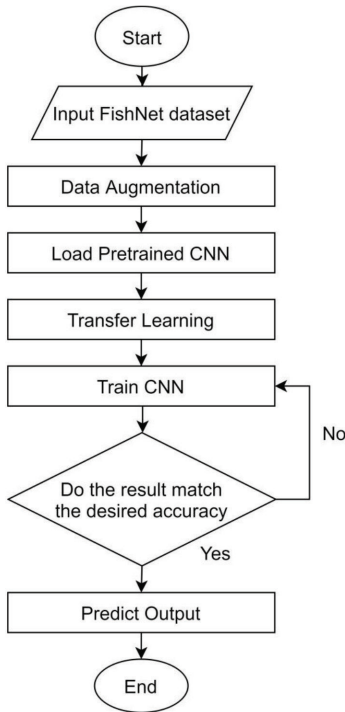 Start
Input FishNet dataset
Data Augmentation
Load Pretrained CNN
Transfer Learning
Train CNN
No
Do the result match
the desired accuracy
Yes
Predict Output
End